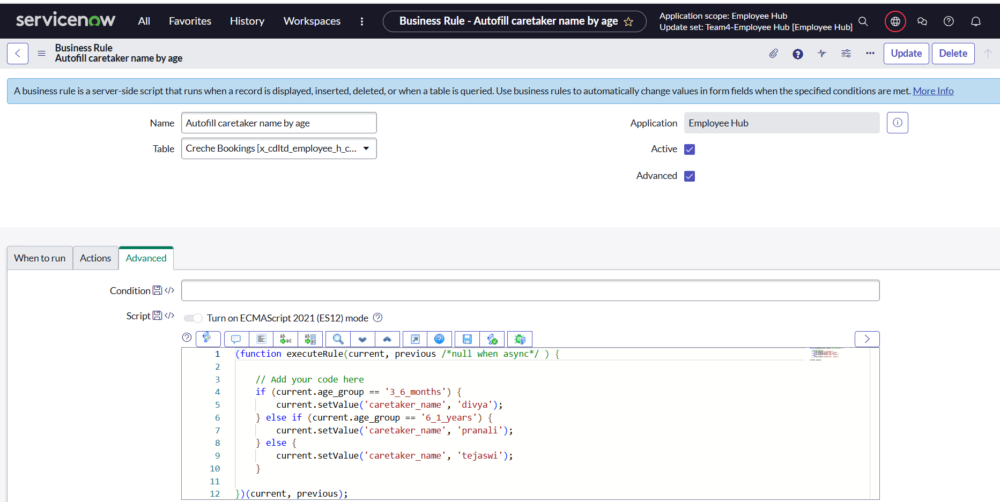 servicenow All Favorites History Workspaces Business Rule - Autofill caretaker name by age Application scope: Employee Hub
Update set: Team4-Employee Hub [Employee Hub]
Business Rule
Autofill caretaker name by age Update Delete
A business rule is a server-side script that runs when a record is displayed, inserted, deleted, or when a table is queried. Use business rules to automatically change values in form fields when the specified conditions are met. More Info
Name Autofill caretaker name by age Application Employee Hub
Table Creche Bookings [x_cdltd_employee_h_c... Active
Advanced
When to run Actions Advanced
Condition </>
Script </> Turn on ECMAScript 2021 (ES12) mode
1 (function executeRule(current, previous /*null when async*/ ) {
2
3 // Add your code here
4 if (current.age_group == '3_6_months') {
5 current.setValue('caretaker_name', 'divya');
6 } else if (current.age_group == '6_1_years') {
7 current.setValue('caretaker_name', 'pranali');
8 } else {
9 current.setValue('caretaker_name', 'tejaswi');
10 }
11
12 })(current, previous);